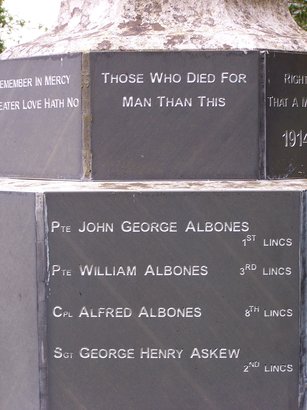 REMEMBER IN MERCY
EATER LOVE HATH NO
THOSE WHO DIED FOR
MAN THAN THIS
RIGHT
THAT A M
1914
PTE JOHN GEORGE ALBONES
1ST LINCS
PTE WILLIAM ALBONES 3RD LINCS
CPL ALFRED ALBONES 8TH LINCS
SGT GEORGE HENRY ASKEW
2ND LINCS